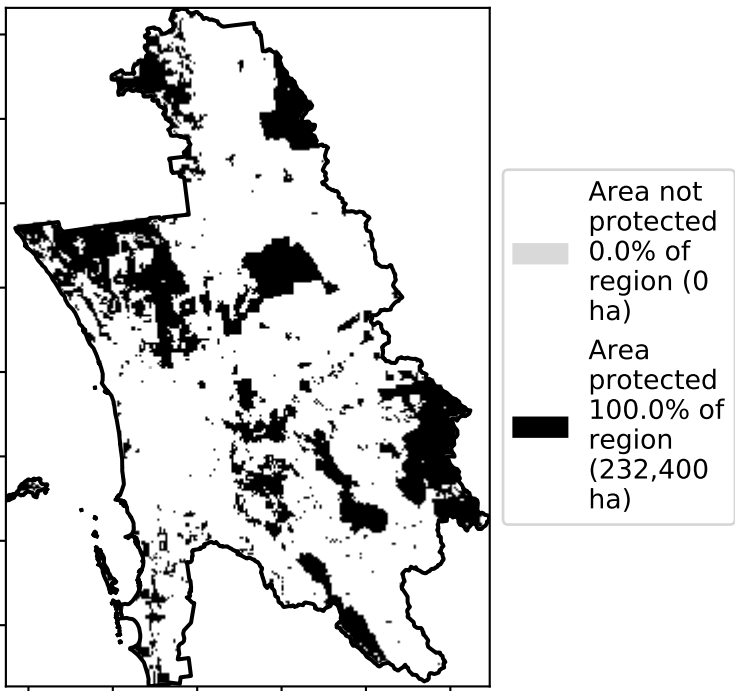 Area not
protected
0.0% of
region (0
ha)
Area
protected
100.0% of
region
(232,400
ha)